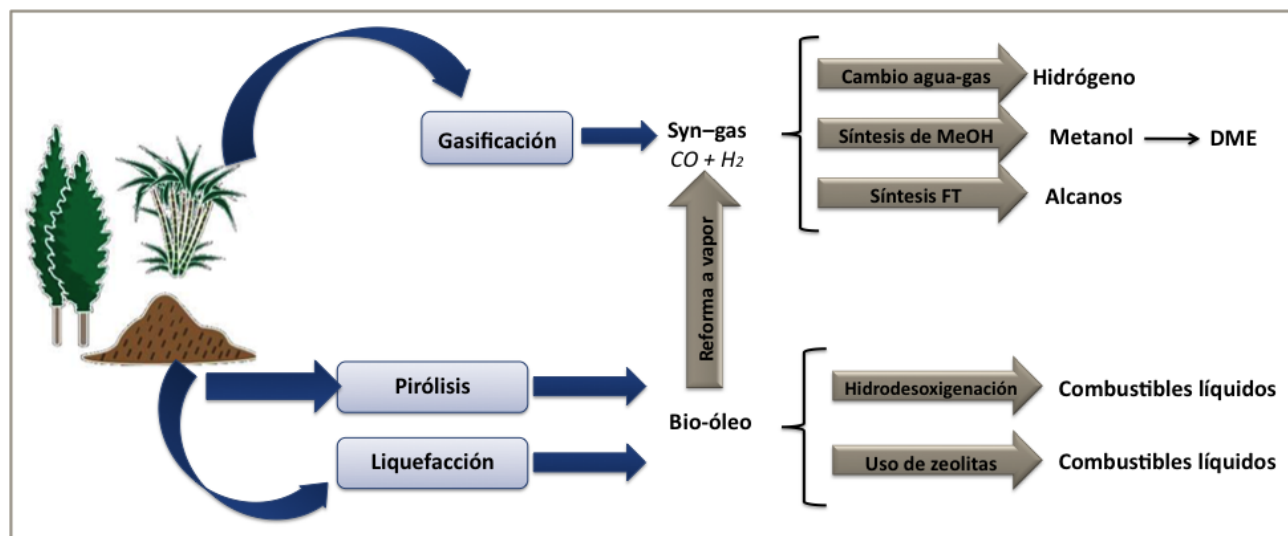 Cambio agua-gas
Hidrógeno
Gasificación
Syn–gas
CO + H2
Síntesis de MeOH
Metanol
DME
Síntesis FT
Alcanos
Reforma a vapor
Pirólisis
Liquefacción
Bio-óleo
Hidrodesoxigenación
Combustibles líquidos
Uso de zeolitas
Combustibles líquidos